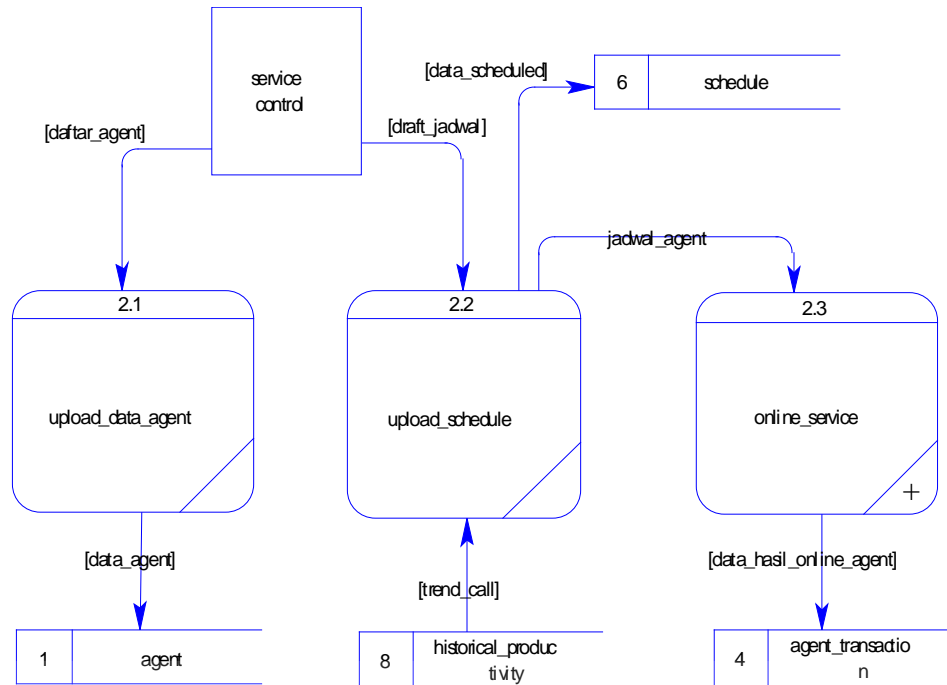 service
control
[data_scheduled]
6
schedule
[daftar_agent]
[draft_jadwal]
jadwal_agent
2.1
upload_data_agent
2.2
upload_schedule
2.3
online_service
+
[data_agent]
[trend_call]
[data_hasil_online_agent]
1
agent
8
historical_produc
tivity
4
agent_transactio
n